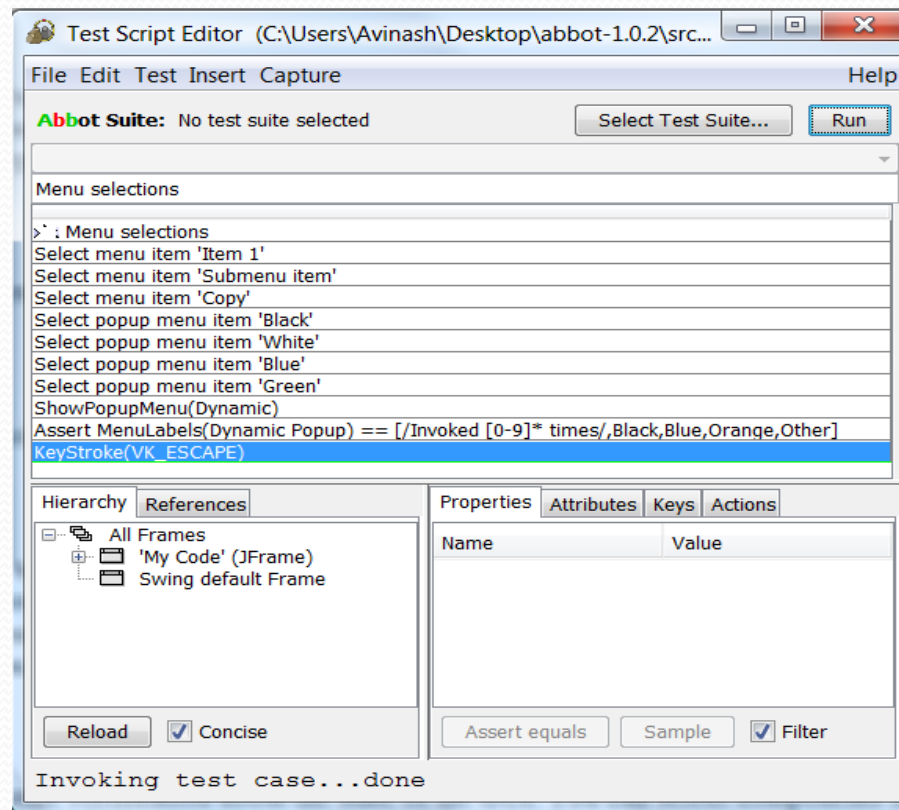 Test Script Editor (C:\Users\Avinash\Desktop\abbot-1.0.2\src...
File Edit Test Insert Capture Help
Abbot Suite: No test suite selected Select Test Suite... Run
Menu selections
Menu selections
Select menu item 'Item 1'
Select menu item 'Submenu item'
Select menu item 'Copy'
Select popup menu item 'Black'
Select popup menu item 'White'
Select popup menu item 'Blue'
Select popup menu item 'Green'
ShowPopupMenu(Dynamic)
Assert MenuLabels(Dynamic Popup) == [/Invoked [0-9]* times/,Black,Blue,Orange,Other]
KeyStroke(VK_ESCAPE)
Hierarchy References
All Frames
'My Code' (JFrame)
Swing default Frame
Reload Concise
Properties Attributes Keys Actions
Name Value
Assert equals Sample Filter
Invoking test case...done